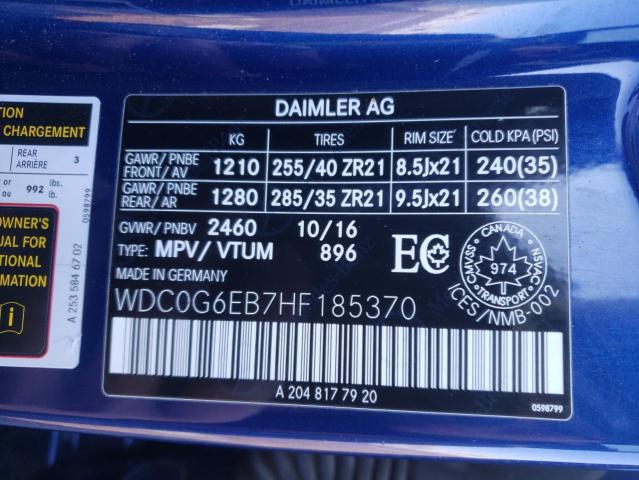 TION
CHARGEMENT
REAR
ARRIÈRE 3
or
ou 992 lbs.
lb.
0598799
OWNER'S
UAL FOR
TIONAL
MATION
A 253 584 67 02
DAIMLER AG
KG TIRES RIM SIZE COLD KPA(PSI)
GAWR/PNBE
FRONT/AV 1210 255/40 ZR21 8.5Jx21 240(35)
GAWR/PNBE
REAR/AR 1280 285/35 ZR21 9.5Jx21 260(38)
GVWR/PNBV 2460 10/16
TYPE: MPV/VTUM 896
MADE IN GERMANY
EC
CANADA
CMVSS 974 NSVAC
TRANSPORT
ICES/NMB-002
WDC0G6EB7HF185370
A 204 817 79 20
0598799